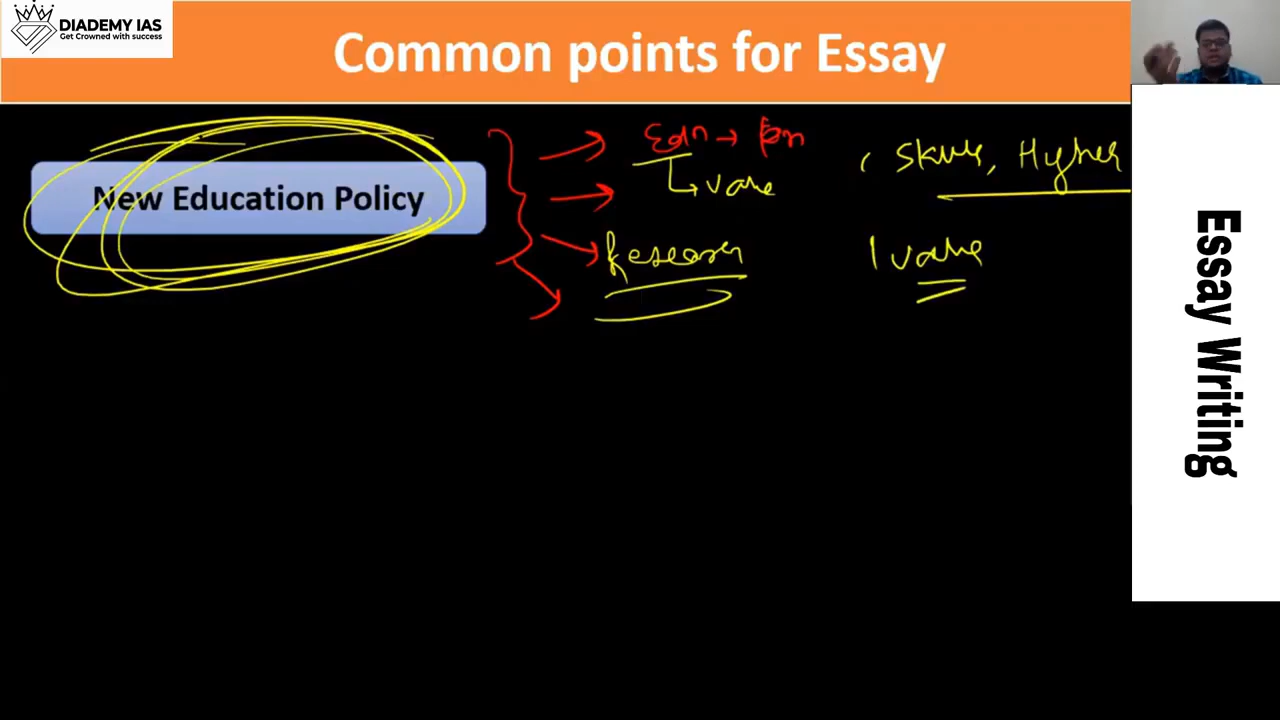 DIADEMY IAS
Get Crowned with success
Common points for Essay
New Education Policy
Edn →
Skills, Higher
↳ value
Research
1 value
Essay Writing